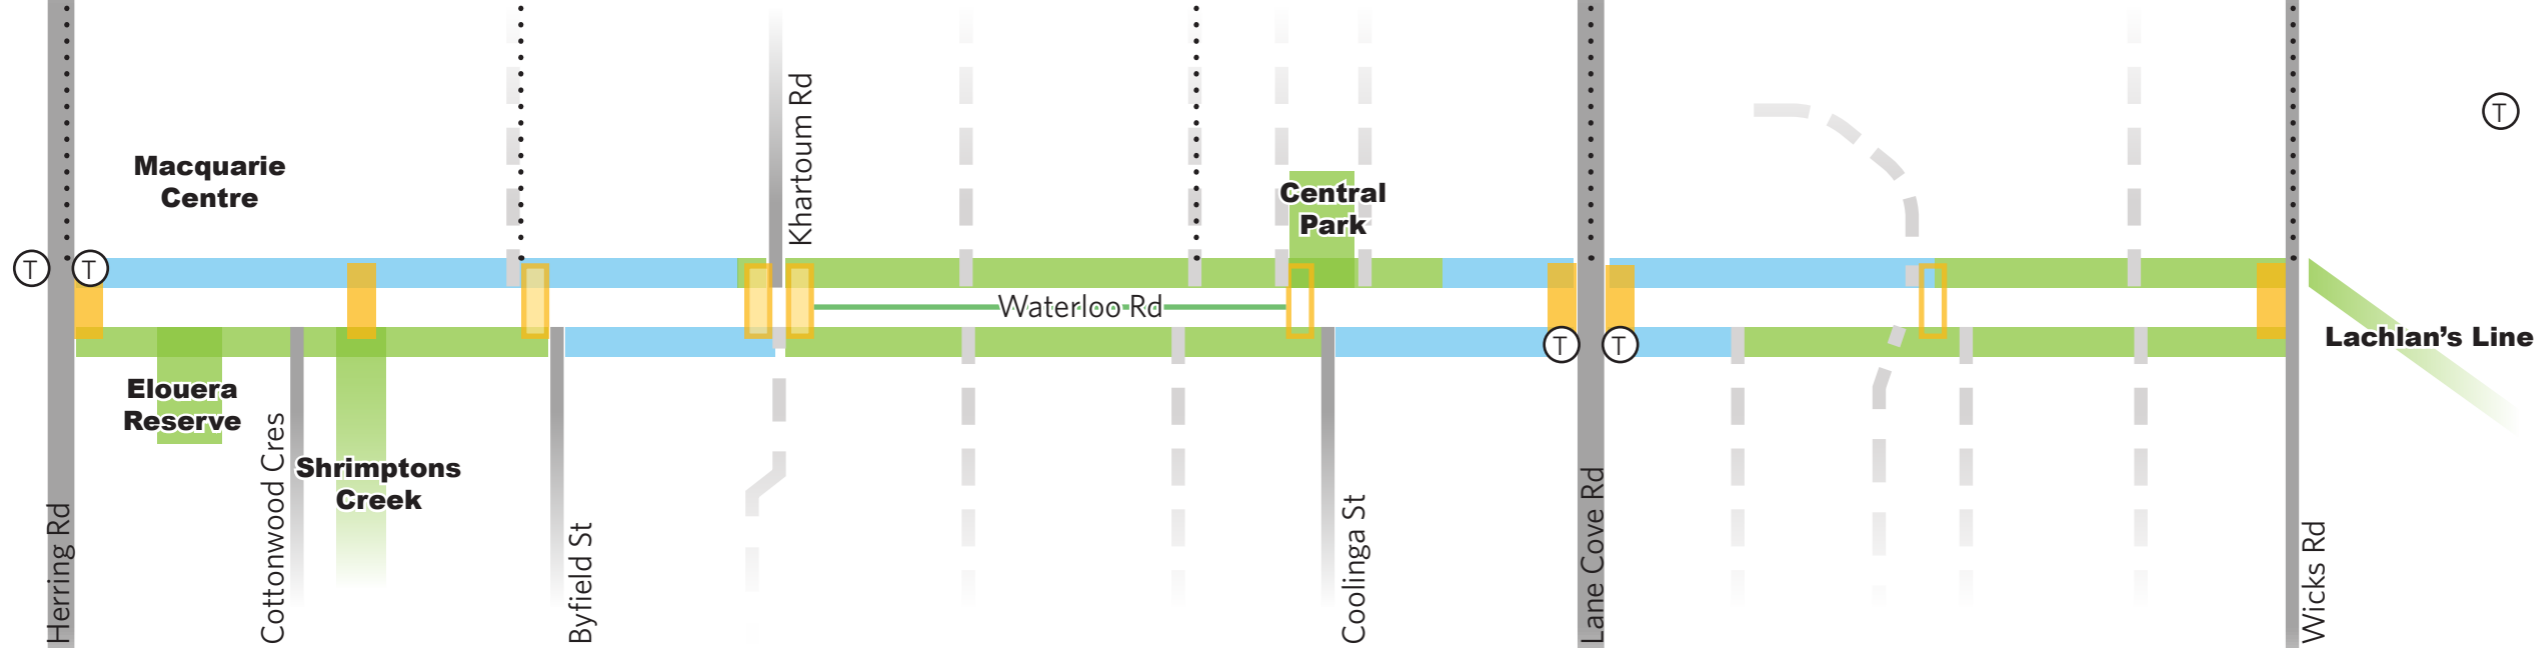 Khartoum Rd
Macquarie
Centre
Central
Park
T
T
T
Waterloo Rd
T
T
Lachlan's Line
Elouera
Reserve
Shrimptons
Creek
Herring Rd
Cottonwood Cres
Byfield St
Coolinga St
Lane Cove Rd
Wicks Rd